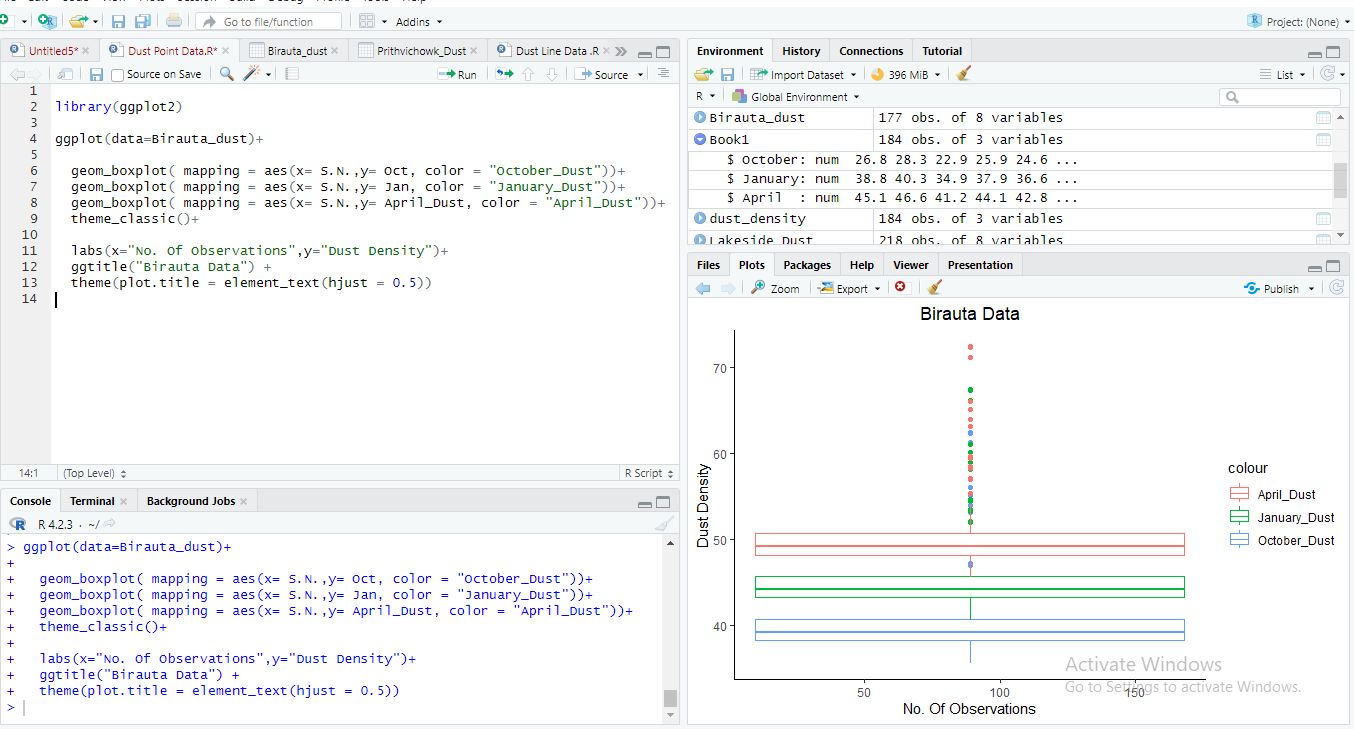 Go to file/function
Addins
Project: (None)
Untitled5*
Dust Point Data.R*
Birauta_dust
Prithvichowk_Dust
Dust Line Data .R
Source on Save
Run
Source
1
2 library(ggplot2)
3
4 ggplot(data=Birauta_dust)+
5
6 geom_boxplot( mapping = aes(x= S.N.,y= Oct, color = "October_Dust"))+
7 geom_boxplot( mapping = aes(x= S.N.,y= Jan, color = "January_Dust"))+
8 geom_boxplot( mapping = aes(x= S.N.,y= April_Dust, color = "April_Dust"))+
9 theme_classic()+
10
11 labs(x="No. Of Observations",y="Dust Density")+
12 ggtitle("Birauta Data") +
13 theme(plot.title = element_text(hjust = 0.5))
14
14:1 (Top Level) R Script
Console Terminal Background Jobs
R 4.2.3 · ~/
> ggplot(data=Birauta_dust)+
+
+ geom_boxplot( mapping = aes(x= S.N.,y= Oct, color = "October_Dust"))+
+ geom_boxplot( mapping = aes(x= S.N.,y= Jan, color = "January_Dust"))+
+ geom_boxplot( mapping = aes(x= S.N.,y= April_Dust, color = "April_Dust"))+
+ theme_classic()+
+
+ labs(x="No. Of Observations",y="Dust Density")+
+ ggtitle("Birauta Data") +
+ theme(plot.title = element_text(hjust = 0.5))
>
Environment History Connections Tutorial
Import Dataset 396 MiB List
R Global Environment
Birauta_dust 177 obs. of 8 variables
Book1 184 obs. of 3 variables
$ October: num 26.8 28.3 22.9 25.9 24.6 ...
$ January: num 38.8 40.3 34.9 37.9 36.6 ...
$ April : num 45.1 46.6 41.2 44.1 42.8 ...
dust_density 184 obs. of 3 variables
Lakeside_Dust 218 obs. of 8 variables
Files Plots Packages Help Viewer Presentation
Zoom Export Publish
Birauta Data
70
60
50
40
Dust Density
50 100 150
No. Of Observations
colour
April_Dust
January_Dust
October_Dust
Activate Windows
Go to Settings to activate Windows.